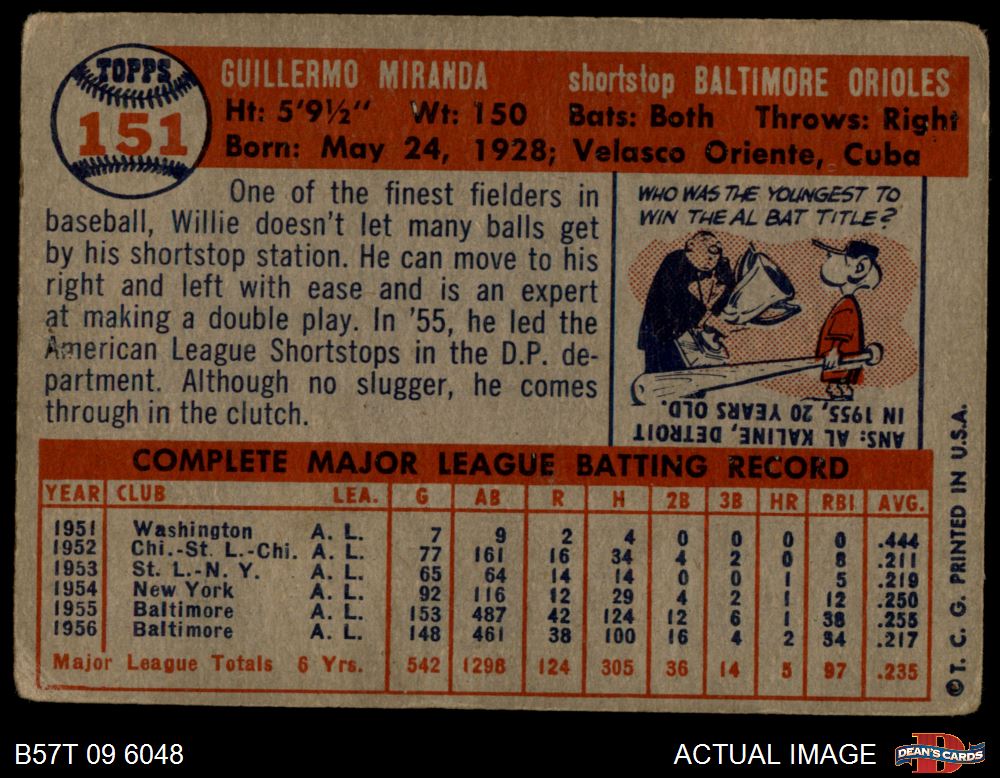 TOPPS
151
GUILLERMO MIRANDA shortstop BALTIMORE ORIOLES
Ht: 5'9½" Wt: 150 Bats: Both Throws: Right
Born: May 24, 1928; Velasco Oriente, Cuba
One of the finest fielders in
baseball, Willie doesn't let many balls get
by his shortstop station. He can move to his
right and left with ease and is an expert
at making a double play. In '55, he led the
American League Shortstops in the D.P. de-
partment. Although no slugger, he comes
through in the clutch.
WHO WAS THE YOUNGEST TO
WIN THE AL BAT TITLE?
ANS: AL KALINE, DETROIT
IN 1955, 20 YEARS OLD.
COMPLETE MAJOR LEAGUE BATTING RECORD
YEAR CLUB LEA. G AB R H 2B 3B HR RBI AVG.
1951 Washington A. L. 7 9 2 4 0 0 0 0 .444
1952 Chi.-St. L.-Chi. A. L. 77 161 16 34 4 2 0 8 .211
1953 St. L.-N. Y. A. L. 65 64 14 14 0 0 1 5 .219
1954 New York A. L. 92 116 12 29 4 2 1 12 .250
1955 Baltimore A. L. 153 487 42 124 12 6 1 38 .255
1956 Baltimore A. L. 148 461 38 100 16 4 2 34 .217
Major League Totals 6 Yrs. 542 1298 124 305 36 14 5 97 .235
©T. C. G. PRINTED IN U.S.A.
B57T 09 6048
ACTUAL IMAGE
DEAN'S CARDS